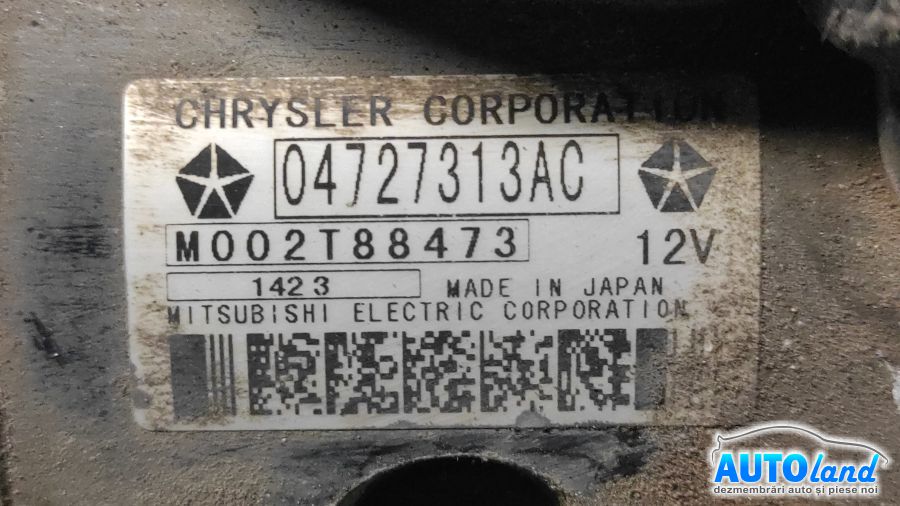 CHRYSLER CORPORATION
04727313AC
M002T88473 12V
1423 MADE IN JAPAN
MITSUBISHI ELECTRIC CORPORATION
AUTOland
dezmembrări auto și piese noi